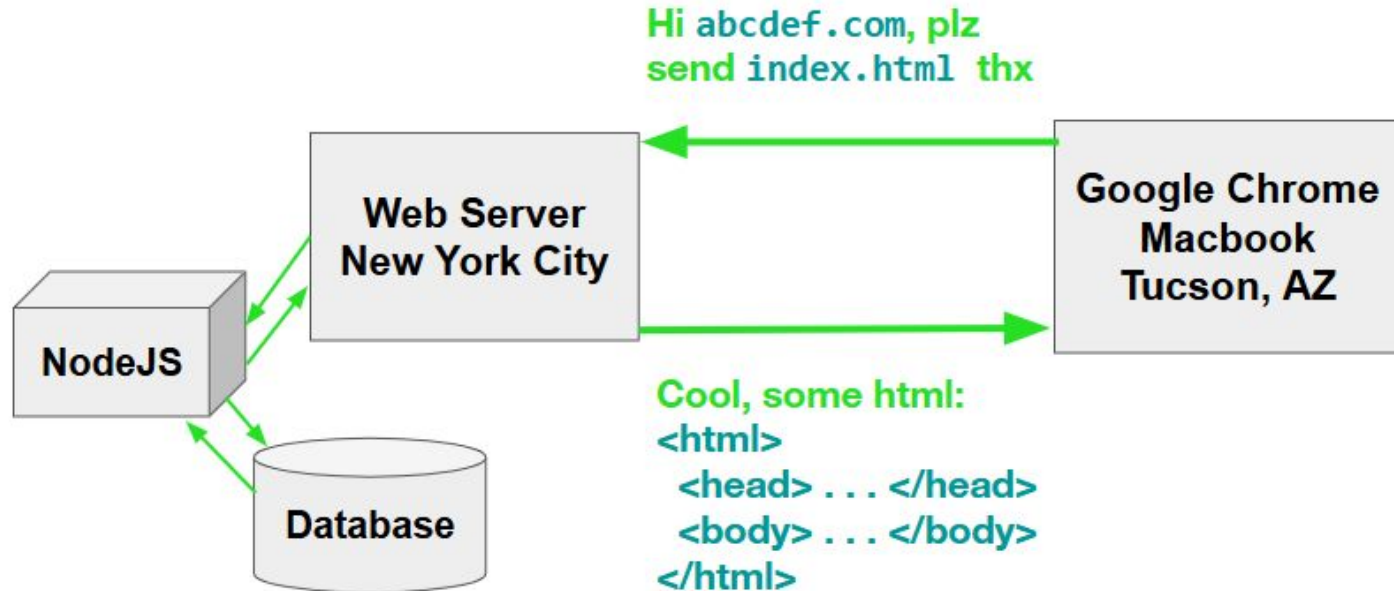 Hi abcdef.com, plz
send index.html thx
Web Server
New York City
Google Chrome
Macbook
Tucson, AZ
NodeJS
Database
Cool, some html:
<html>
<head> . . . </head>
<body> . . . </body>
</html>